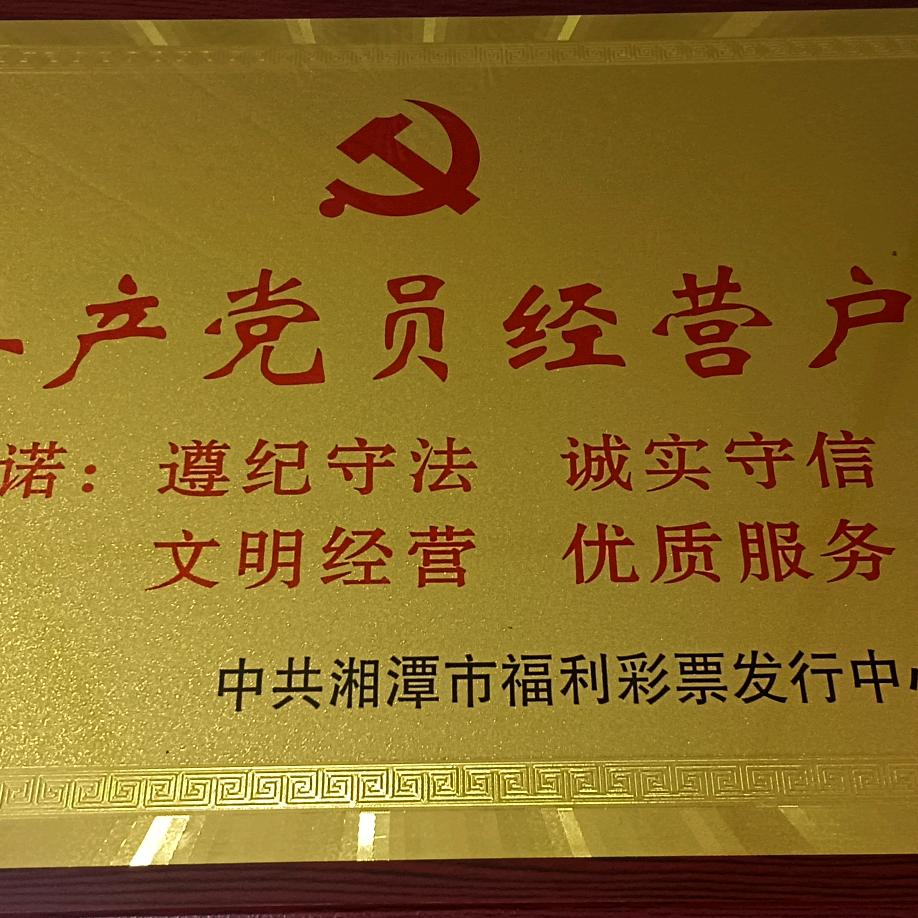 产党员经营户
诺：遵纪守法 诚实守信
文明经营 优质服务
中共湘潭市福利彩票发行中心